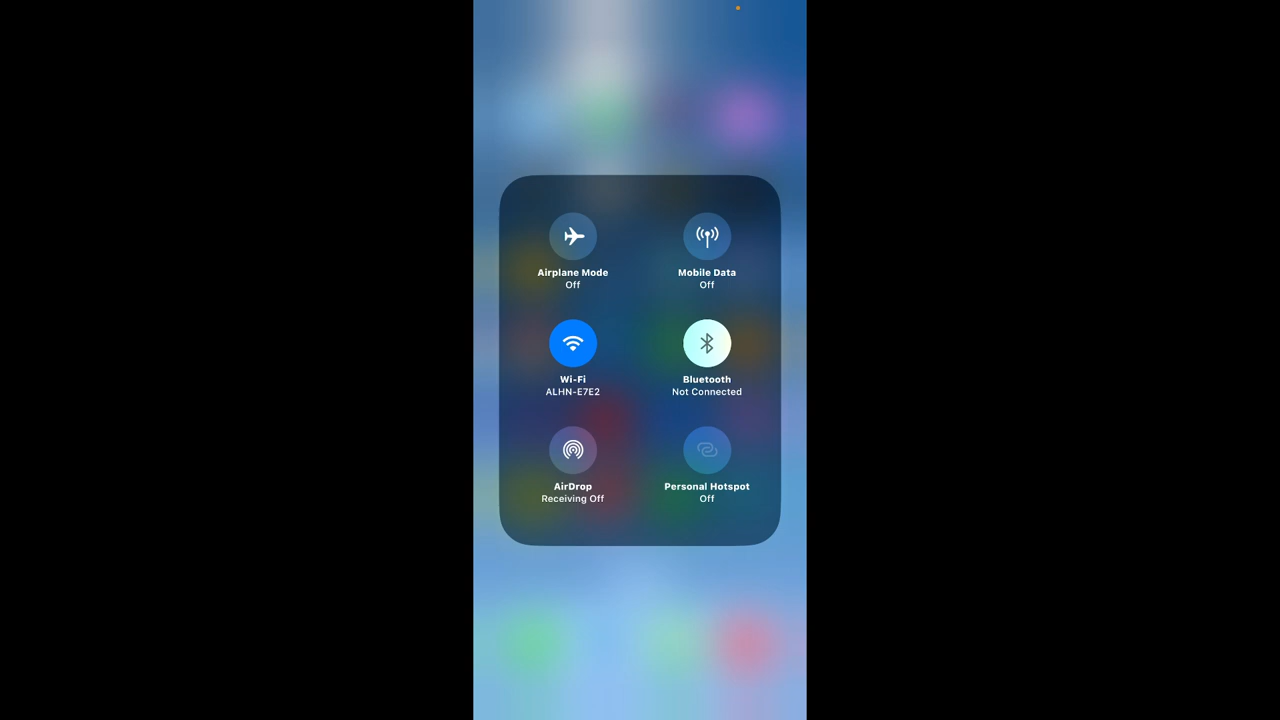 Airplane Mode
Off
Mobile Data
Off
Wi-Fi
ALHN-E7E2
Bluetooth
Not Connected
AirDrop
Receiving Off
Personal Hotspot
Off